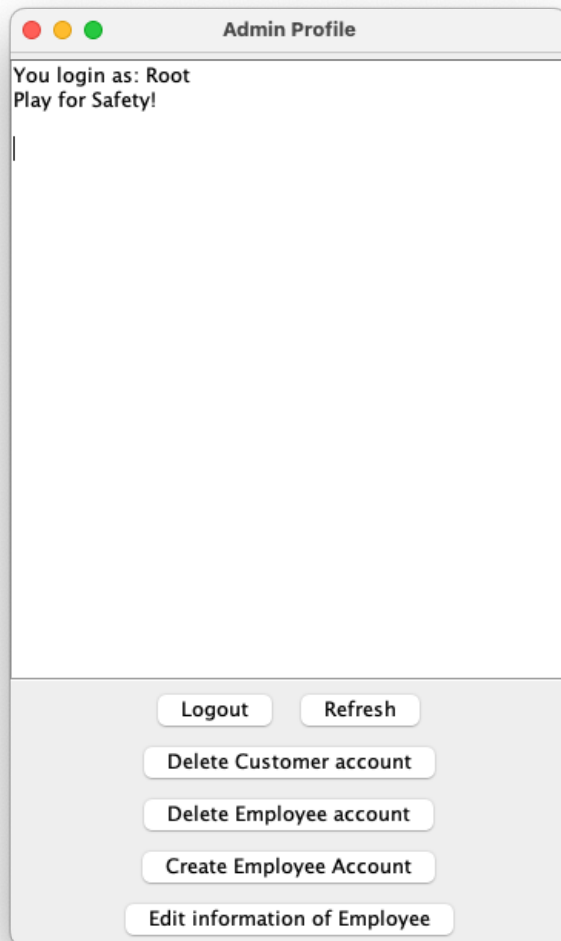 Admin Profile
You login as: Root
Play for Safety!
Logout Refresh
Delete Customer account
Delete Employee account
Create Employee Account
Edit information of Employee